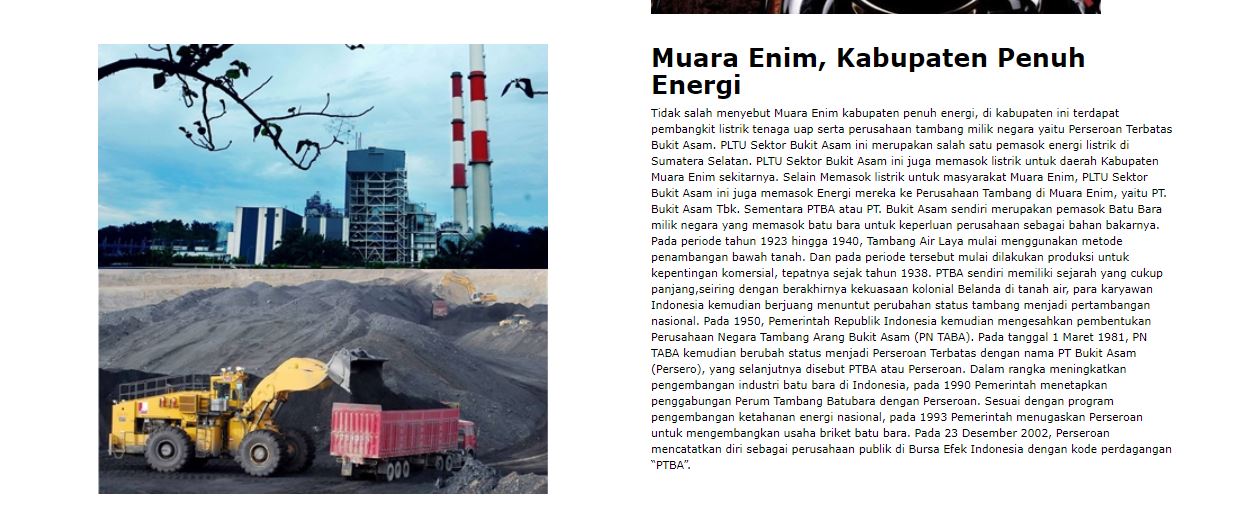 Muara Enim, Kabupaten Penuh
Energi
Tidak salah menyebut Muara Enim kabupaten penuh energi, di kabupaten ini terdapat
pembangkit listrik tenaga uap serta perusahaan tambang milik negara yaitu Perseroan Terbatas
Bukit Asam. PLTU Sektor Bukit Asam ini merupakan salah satu pemasok energi listrik di
Sumatera Selatan. PLTU Sektor Bukit Asam ini juga memasok listrik untuk daerah Kabupaten
Muara Enim sekitarnya. Selain Memasok listrik untuk masyarakat Muara Enim, PLTU Sektor
Bukit Asam ini juga memasok Energi mereka ke Perusahaan Tambang di Muara Enim, yaitu PT.
Bukit Asam Tbk. Sementara PTBA atau PT. Bukit Asam sendiri merupakan pemasok Batu Bara
milik negara yang memasok batu bara untuk keperluan perusahaan sebagai bahan bakarnya.
Pada periode tahun 1923 hingga 1940, Tambang Air Laya mulai menggunakan metode
penambangan bawah tanah. Dan pada periode tersebut mulai dilakukan produksi untuk
kepentingan komersial, tepatnya sejak tahun 1938. PTBA sendiri memiliki sejarah yang cukup
panjang,seiring dengan berakhirnya kekuasaan kolonial Belanda di tanah air, para karyawan
Indonesia kemudian berjuang menuntut perubahan status tambang menjadi pertambangan
nasional. Pada 1950, Pemerintah Republik Indonesia kemudian mengesahkan pembentukan
Perusahaan Negara Tambang Arang Bukit Asam (PN TABA). Pada tanggal 1 Maret 1981, PN
TABA kemudian berubah status menjadi Perseroan Terbatas dengan nama PT Bukit Asam
(Persero), yang selanjutnya disebut PTBA atau Perseroan. Dalam rangka meningkatkan
pengembangan industri batu bara di Indonesia, pada 1990 Pemerintah menetapkan
penggabungan Perum Tambang Batubara dengan Perseroan. Sesuai dengan program
pengembangan ketahanan energi nasional, pada 1993 Pemerintah menugaskan Perseroan
untuk mengembangkan usaha briket batu bara. Pada 23 Desember 2002, Perseroan
mencatatkan diri sebagai perusahaan publik di Bursa Efek Indonesia dengan kode perdagangan
“PTBA”.